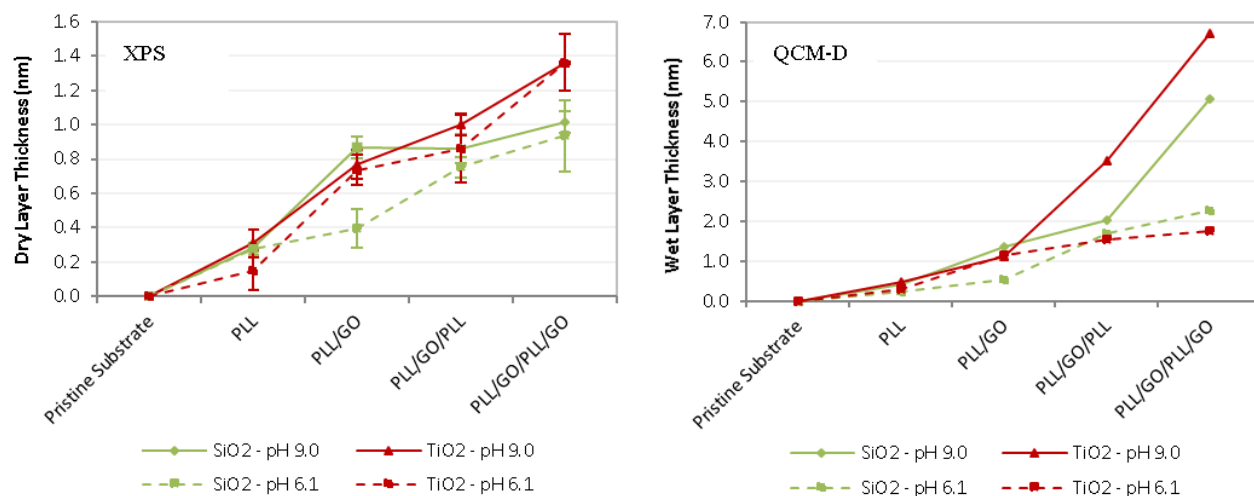 XPS
Dry Layer Thickness (nm)
1.6
1.4
1.2
1.0
0.8
0.6
0.4
0.2
0.0
Pristine Substrate
PLL
PLL/GO
PLL/GO/PLL
PLL/GO/PLL/GO
SiO2 - pH 9.0
TiO2 - pH 9.0
SiO2 - pH 6.1
TiO2 - pH 6.1
QCM-D
Wet Layer Thickness (nm)
7.0
6.0
5.0
4.0
3.0
2.0
1.0
0.0
Pristine Substrate
PLL
PLL/GO
PLL/GO/PLL
PLL/GO/PLL/GO
SiO2 - pH 9.0
TiO2 - pH 9.0
SiO2 - pH 6.1
TiO2 - pH 6.1